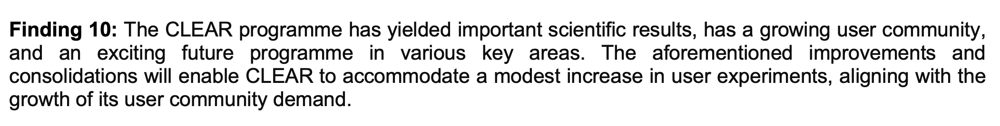 Finding 10: The CLEAR programme has yielded important scientific results, has a growing user community,
and an exciting future programme in various key areas. The aforementioned improvements and
consolidations will enable CLEAR to accommodate a modest increase in user experiments, aligning with the
growth of its user community demand.